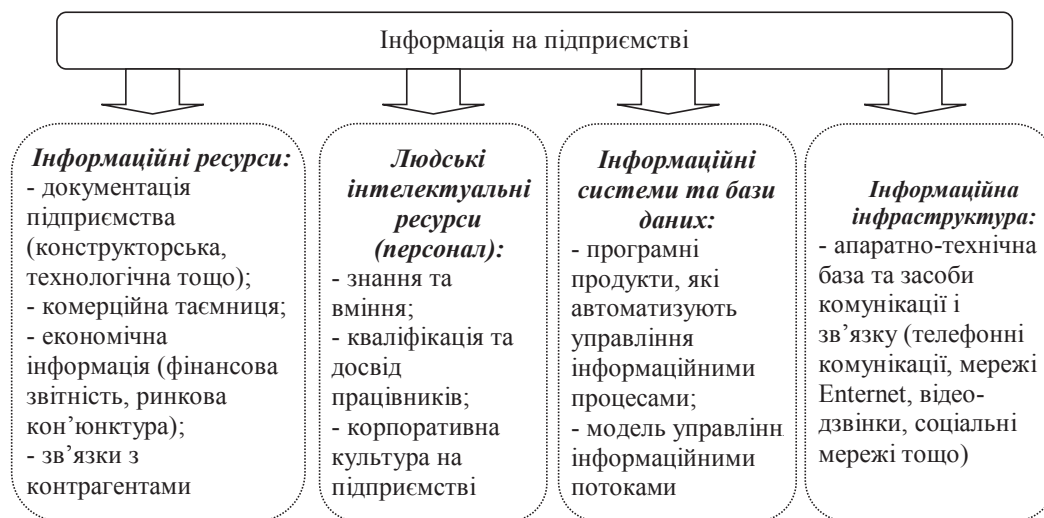 Інформація на підприємстві
Інформаційні ресурси:
- документація
підприємства
(конструкторська,
технологічна тощо);
- комерційна таємниця;
- економічна
інформація (фінансова
звітність, ринкова
кон’юнктура);
- зв’язки з
контрагентами
Людські
інтелектуальні
ресурси
(персонал):
- знання та
вміння;
- кваліфікація та
досвід
працівників;
- корпоративна
культура на
підприємстві
Інформаційні
системи та бази
даних:
- програмні
продукти, які
автоматизують
управління
інформаційними
процесами;
- модель управлінн
інформаційними
потоками
Інформаційна
інфраструктура:
- апаратно-технічна
база та засоби
комунікації і
зв’язку (телефонні
комунікації, мережі
Enternet, відео-
дзвінки, соціальні
мережі тощо)